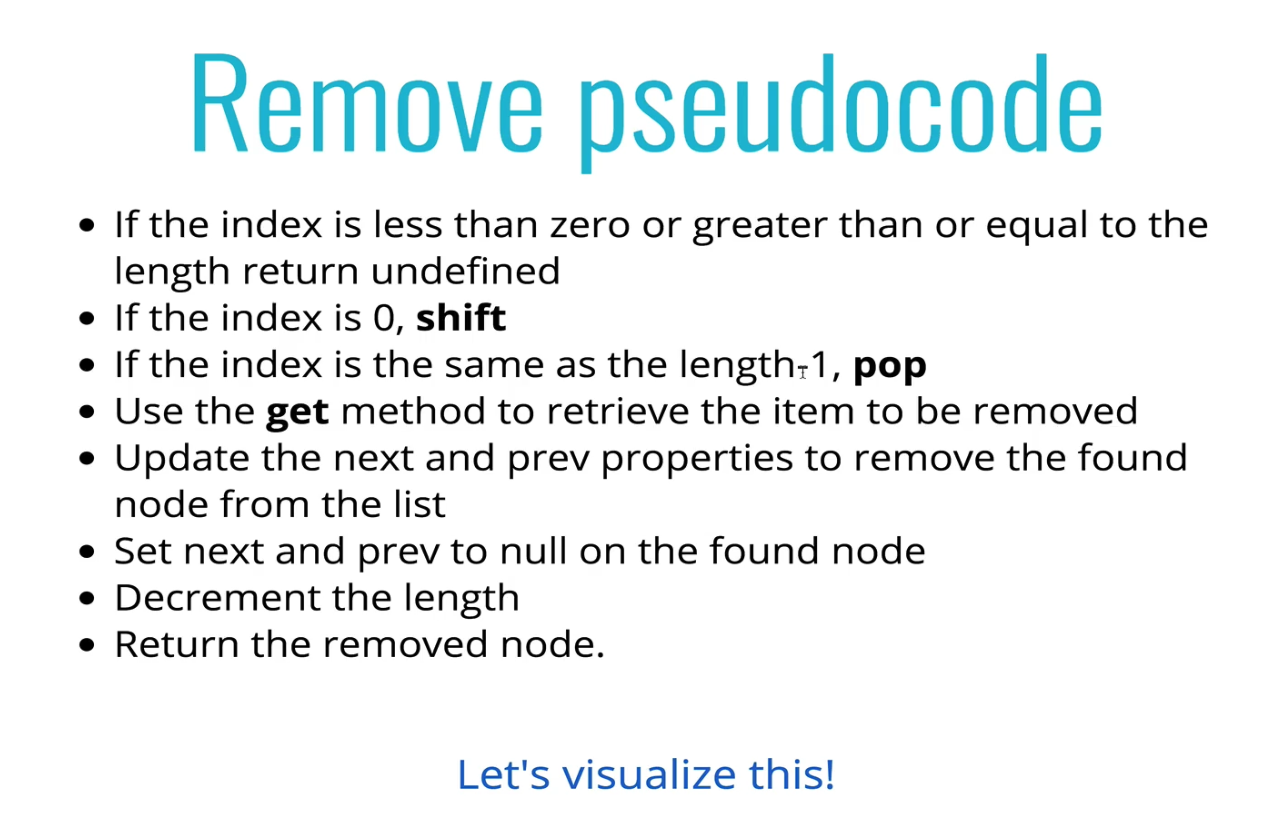 Remove pseudocode
• If the index is less than zero or greater than or equal to the
length return undefined
• If the index is 0, shift
• If the index is the same as the length-1, pop
• Use the get method to retrieve the item to be removed
• Update the next and prev properties to remove the found
node from the list
• Set next and prev to null on the found node
• Decrement the length
• Return the removed node.
Let's visualize this!